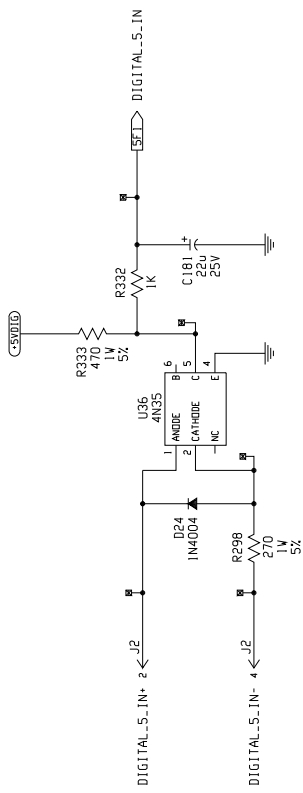 DIGITAL_5_IN
5F1
+5VDIG
R332
1K
C181
22u
25V
+
R333
470
1W
5%
U36
4N35
1
ANODE
2
CATHODE
NC
6
B
5
C
4
E
D24
1N4004
R298
270
1W
5%
J2
2
DIGITAL_5_IN+
J2
4
DIGITAL_5_IN-